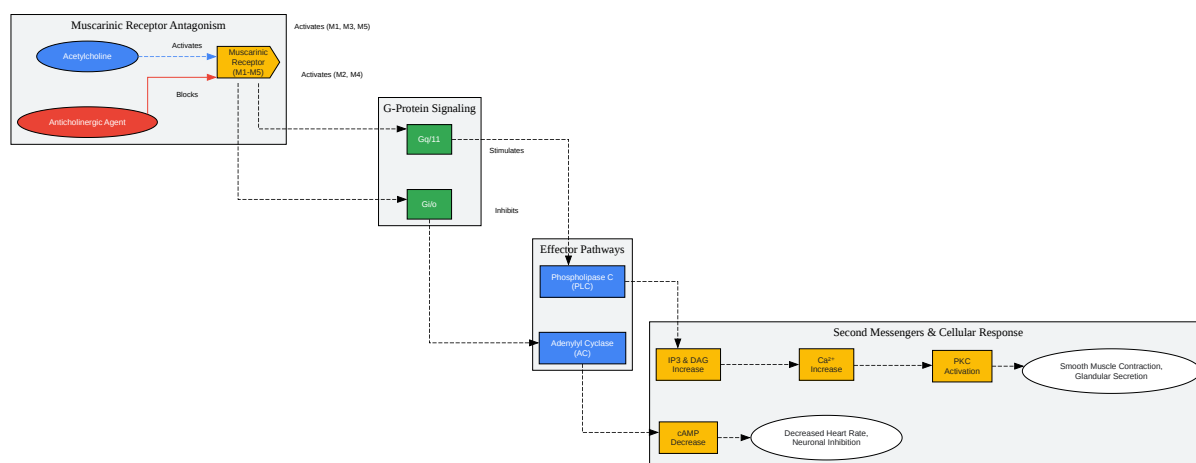 Muscarinic Receptor Antagonism
Acetylcholine
Activates
Muscarinic
Receptor
(M1-M5)
Blocks
Anticholinergic Agent
Activates (M1, M3, M5)
Activates (M2, M4)
G-Protein Signaling
Gq/11
Stimulates
Gi/o
Inhibits
Effector Pathways
Phospholipase C
(PLC)
Adenylyl Cyclase
(AC)
Second Messengers & Cellular Response
IP3 & DAG
Increase
Ca²⁺
Increase
PKC
Activation
Smooth Muscle Contraction,
Glandular Secretion
cAMP
Decrease
Decreased Heart Rate,
Neuronal Inhibition